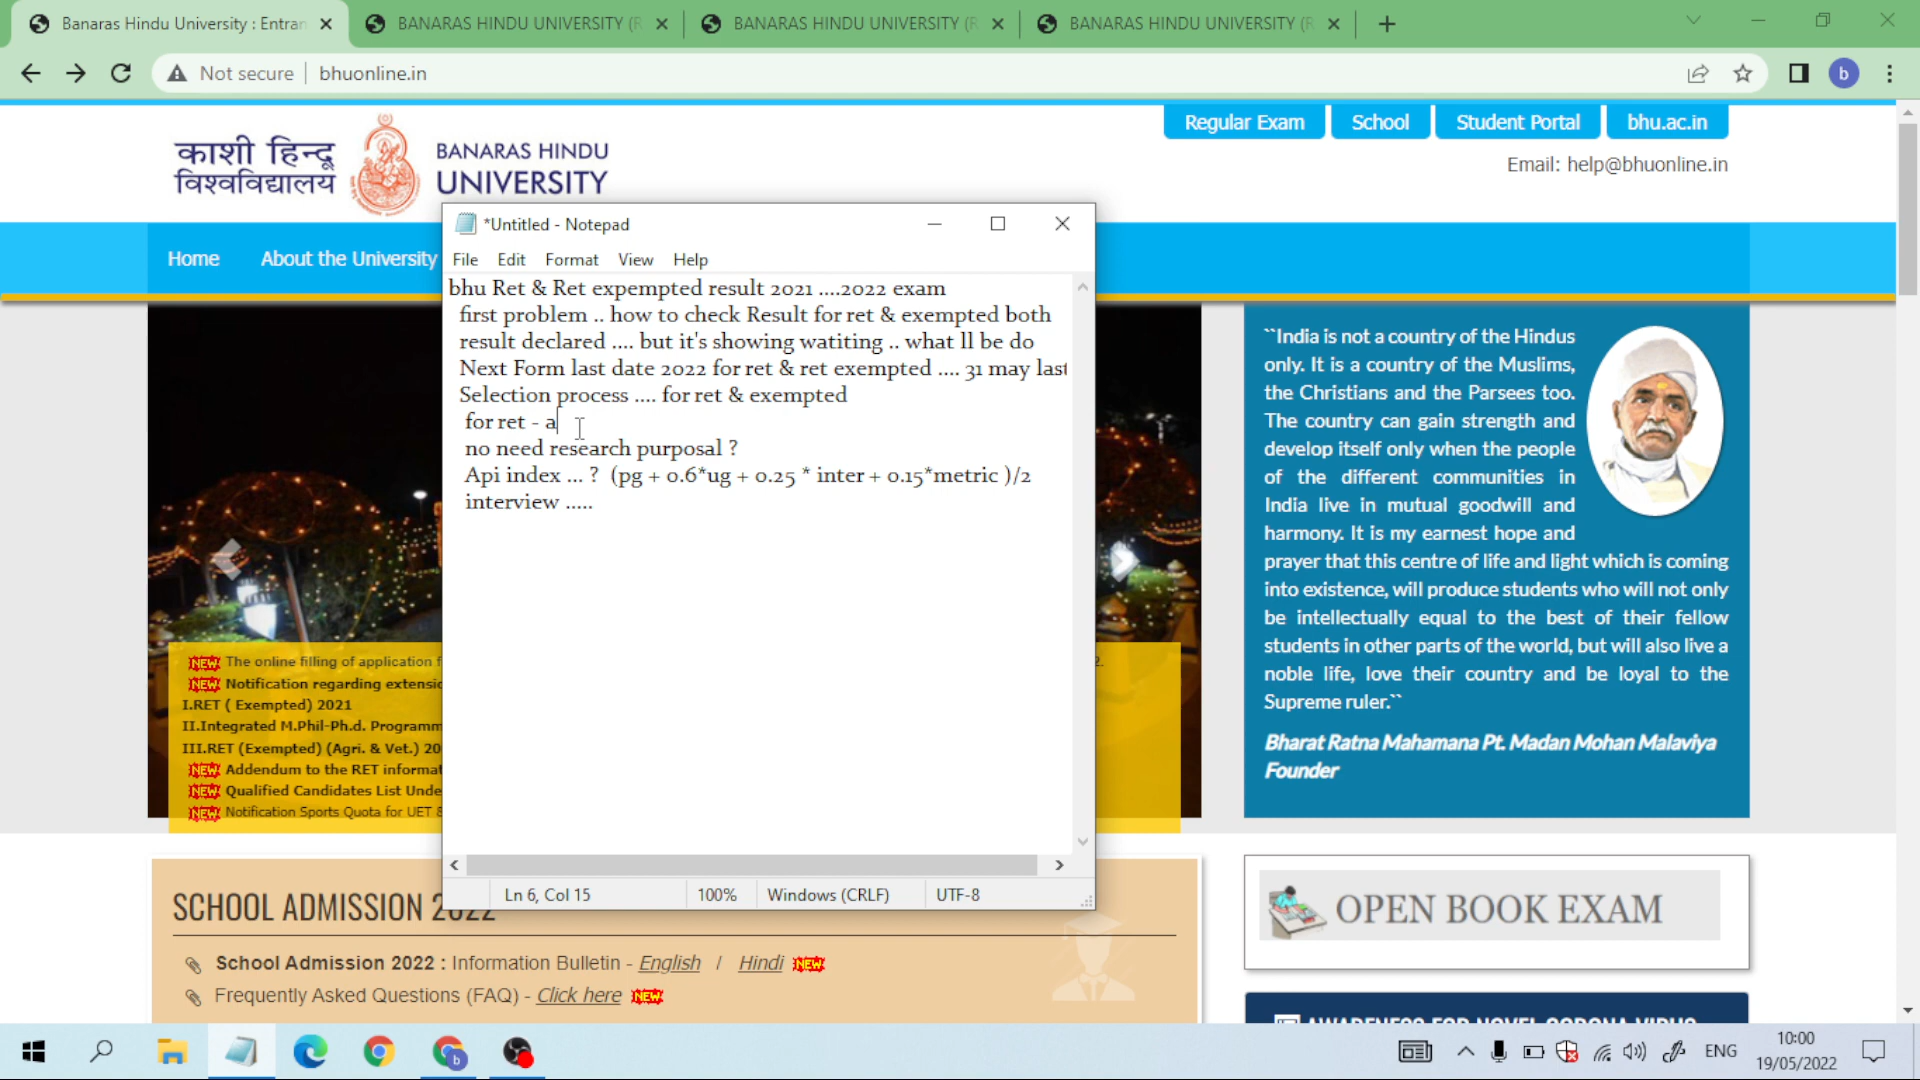 Banaras Hindu University : Entran
BANARAS HINDU UNIVERSITY (R
BANARAS HINDU UNIVERSITY (R
BANARAS HINDU UNIVERSITY (R
Not secure
bhuonline.in
b
Regular Exam
School
Student Portal
bhu.ac.in
काशी हिन्दू
विश्वविद्यालय
BANARAS HINDU
UNIVERSITY
Email: help@bhuonline.in
Home
About the University
*Untitled - Notepad
File Edit Format View Help
bhu Ret & Ret expempted result 2021 ....2022 exam
first problem .. how to check Result for ret & exempted both
result declared .... but it's showing watiting .. what ll be do
Next Form last date 2022 for ret & ret exempted .... 31 may last
Selection process .... for ret & exempted
for ret - a
no need research purposal ?
Api index ... ? (pg + 0.6*ug + 0.25 * inter + 0.15*metric )/2
interview .....
Ln 6, Col 15
100%
Windows (CRLF)
UTF-8
``India is not a country of the Hindus
only. It is a country of the Muslims,
the Christians and the Parsees too.
The country can gain strength and
develop itself only when the people
of the different communities in
India live in mutual goodwill and
harmony. It is my earnest hope and
prayer that this centre of life and light which is coming
into existence, will produce students who will not only
be intellectually equal to the best of their fellow
students in other parts of the world, but will also live a
noble life, love their country and be loyal to the
Supreme ruler.``
Bharat Ratna Mahamana Pt. Madan Mohan Malaviya
Founder
NEW The online filling of application f
2.
NEW Notification regarding extensio
I.RET ( Exempted) 2021
II.Integrated M.Phil-Ph.d. Programm
III.RET (Exempted) (Agri. & Vet.) 20
NEW Addendum to the RET informat
NEW Qualified Candidates List Unde
NEW Notification Sports Quota for UET &
SCHOOL ADMISSION 2022
School Admission 2022 : Information Bulletin - English / Hindi NEW
Frequently Asked Questions (FAQ) - Click here NEW
OPEN BOOK EXAM
AWARENESS FOR NOVEL CORONA VIRUS
b
ENG
10:00
19/05/2022